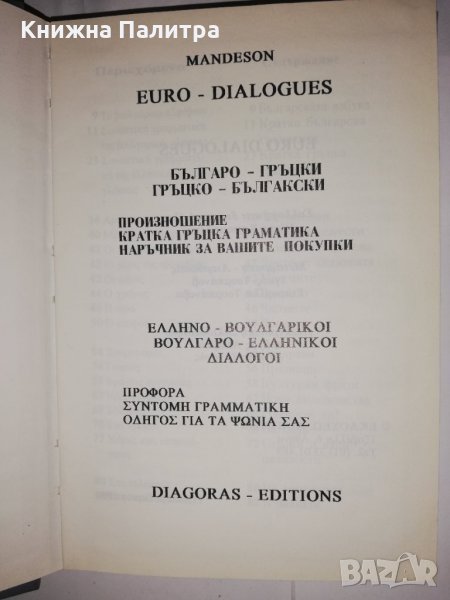 Книжна Палитра
MANDESON
EURO - DIALOGUES
БЪЛГАРО - ГРЪЦКИ
ГРЪЦКО - БЪЛГАКСКИ
ПРОИЗНОШЕНИЕ
КРАТКА ГРЪЦКА ГРАМАТИКА
НАРЪЧНИК ЗА ВАШИТЕ ПОКУПКИ
ΕΛΛΗΝΟ - ΒΟΥΛΓΑΡΙΚΟΙ
ΒΟΥΛΓΑΡΟ - ΕΛΛΗΝΙΚΟΙ
ΔΙΑΛΟΓΟΙ
ΠΡΟΦΟΡΑ
ΣΥΝΤΟΜΗ ΓΡΑΜΜΑΤΙΚΗ
ΟΔΗΓΟΣ ΓΙΑ ΤΑ ΨΩΝΙΑ ΣΑΣ
DIAGORAS - EDITIONS
BAZAR